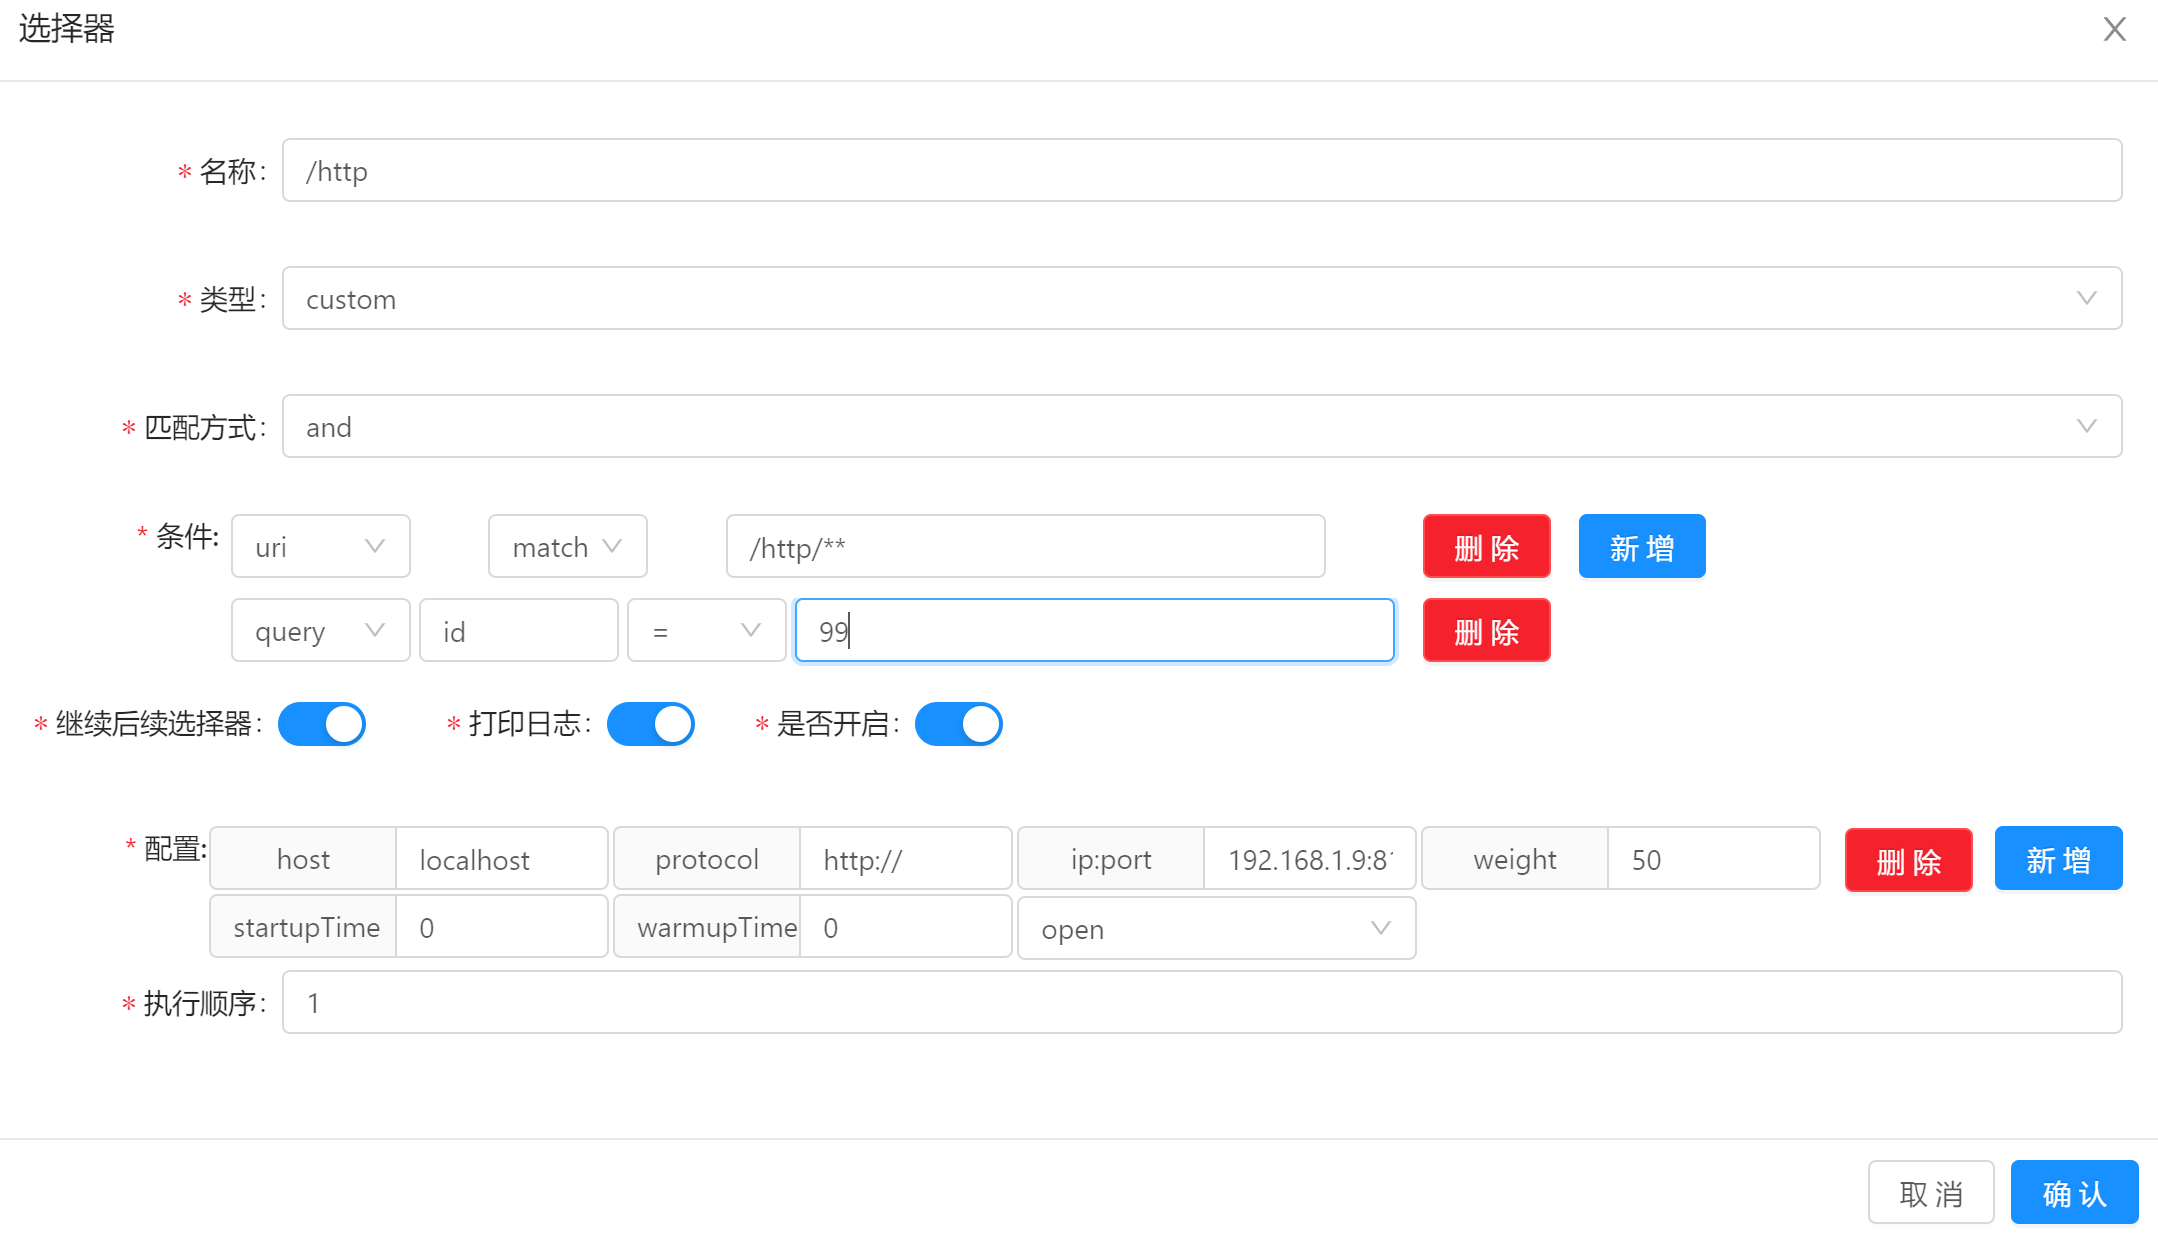 选择器
* 名称: /http
* 类型: custom
* 匹配方式: and
* 条件: uri match /http/** 删 除 新 增
query id = 99 删 除
* 继续后续选择器: * 打印日志: * 是否开启:
* 配置: host localhost protocol http:// ip:port 192.168.1.9:8 weight 50 删 除 新 增
startupTime 0 warmupTime 0 open
* 执行顺序: 1
取 消 确 认